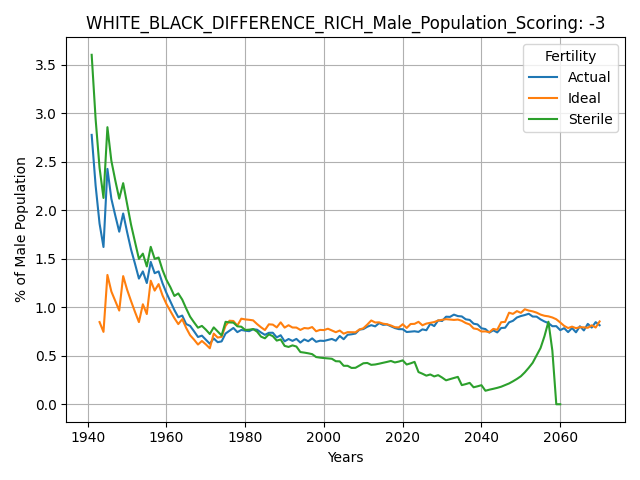 WHITE_BLACK_DIFFERENCE_RICH_Male_Population_Scoring: -3
Fertility
Actual
Ideal
Sterile
% of Male Population
3.5
3.0
2.5
2.0
1.5
1.0
0.5
0.0
1940 1960 1980 2000 2020 2040 2060
Years